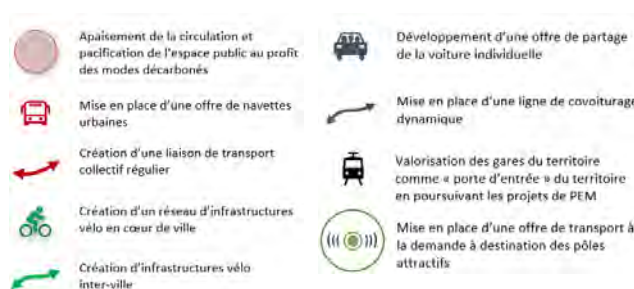 Apaisement de la circulation et
pacification de l'espace public au profit
des modes décarbonés
Mise en place d'une offre de navettes
urbaines
Création d'une liaison de transport
collectif régulier
Création d'un réseau d'infrastructures
vélo en cœur de ville
Création d'infrastructures vélo
inter-ville
Développement d'une offre de partage
de la voiture individuelle
Mise en place d'une ligne de covoiturage
dynamique
Valorisation des gares du territoire
comme « porte d'entrée » du territoire
en poursuivant les projets de PEM
Mise en place d'une offre de transport à
la demande à destination des pôles
attractifs